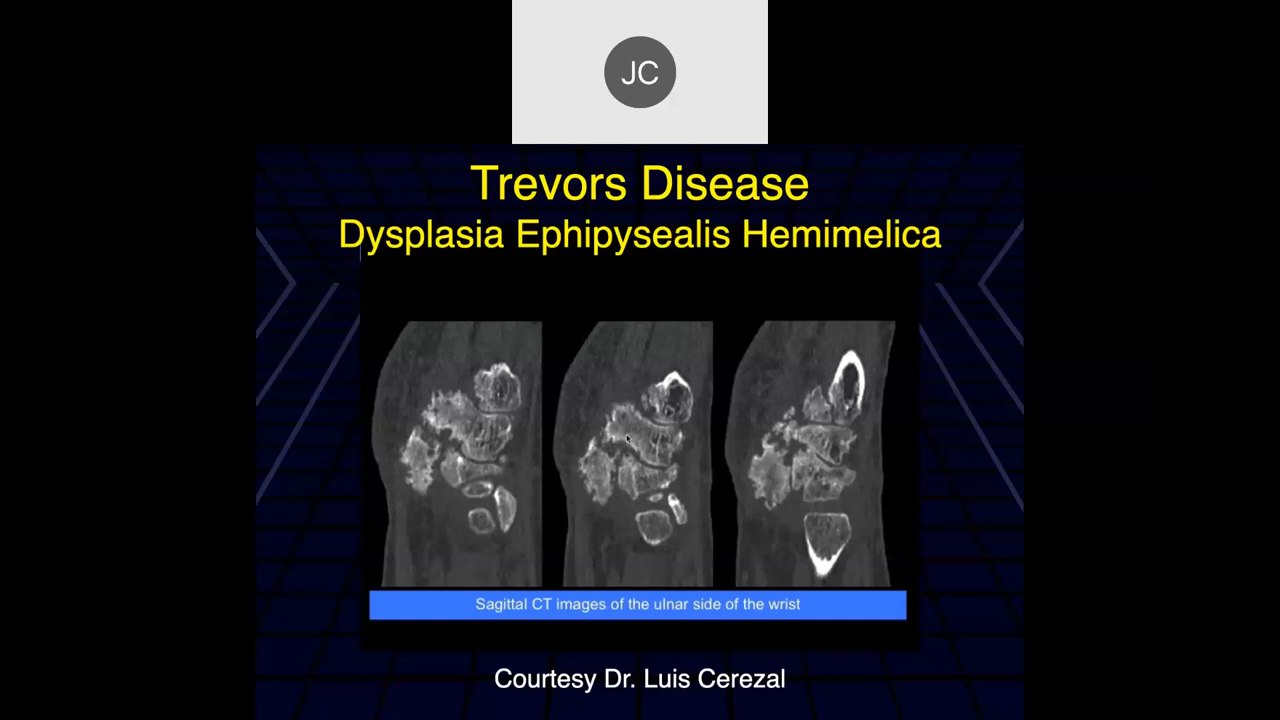 JC
Trevors Disease
Dysplasia Ephipysealis Hemimelica
Sagittal CT images of the ulnar side of the wrist
Courtesy Dr. Luis Cerezal